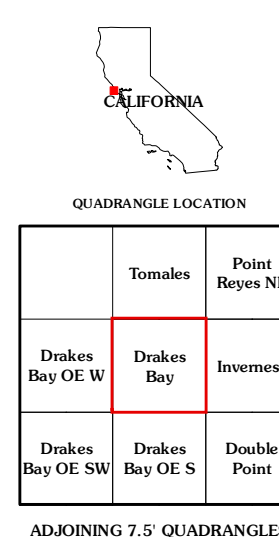 CALIFORNIA
QUADRANGLE LOCATION
Tomales
Point
Reyes N
Drakes
Bay OE W
Drakes
Bay
Invernes
Drakes
Bay OE SW
Drakes
Bay OE S
Double
Point
ADJOINING 7.5' QUADRANGLE